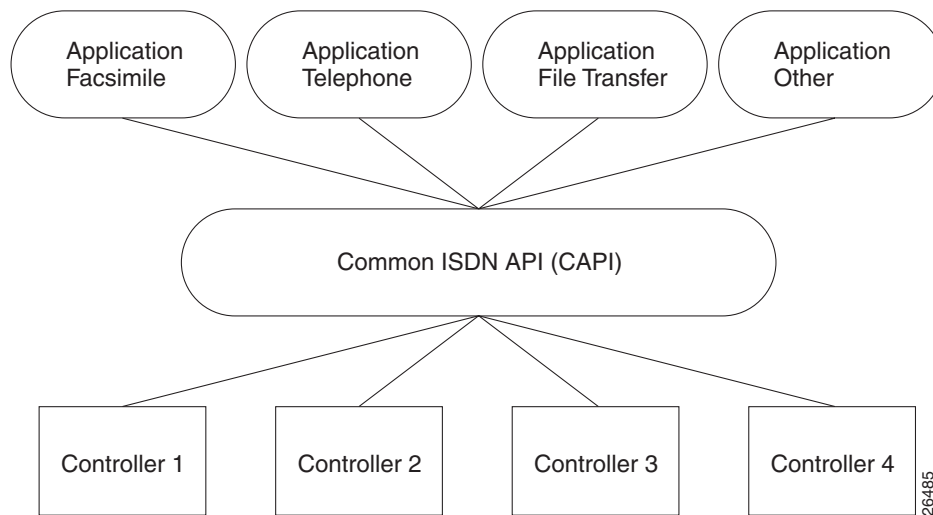 Application
Facsimile
Application
Telephone
Application
File Transfer
Application
Other
Common ISDN API (CAPI)
Controller 1
Controller 2
Controller 3
Controller 4
26485